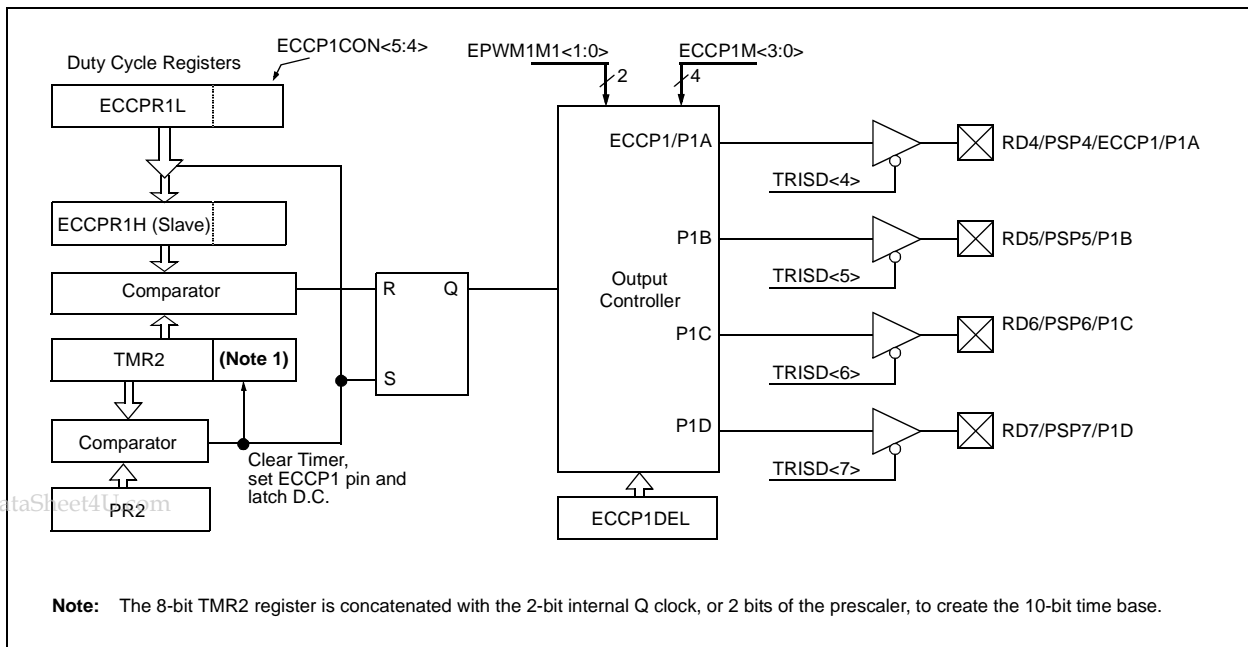 ECCP1CON<5:4>
Duty Cycle Registers
ECCPR1L
ECCPR1H (Slave)
Comparator
TMR2
(Note 1)
Comparator
PR2
Clear Timer,
set ECCP1 pin and
latch D.C.
R
Q
S
EPWM1M1<1:0>
2
ECCP1M<3:0>
4
ECCP1/P1A
P1B
Output
Controller
P1C
P1D
ECCP1DEL
TRISD<4>
RD4/PSP4/ECCP1/P1A
TRISD<5>
RD5/PSP5/P1B
TRISD<6>
RD6/PSP6/P1C
TRISD<7>
RD7/PSP7/P1D
ataSheet4U.com
Note: The 8-bit TMR2 register is concatenated with the 2-bit internal Q clock, or 2 bits of the prescaler, to create the 10-bit time base.